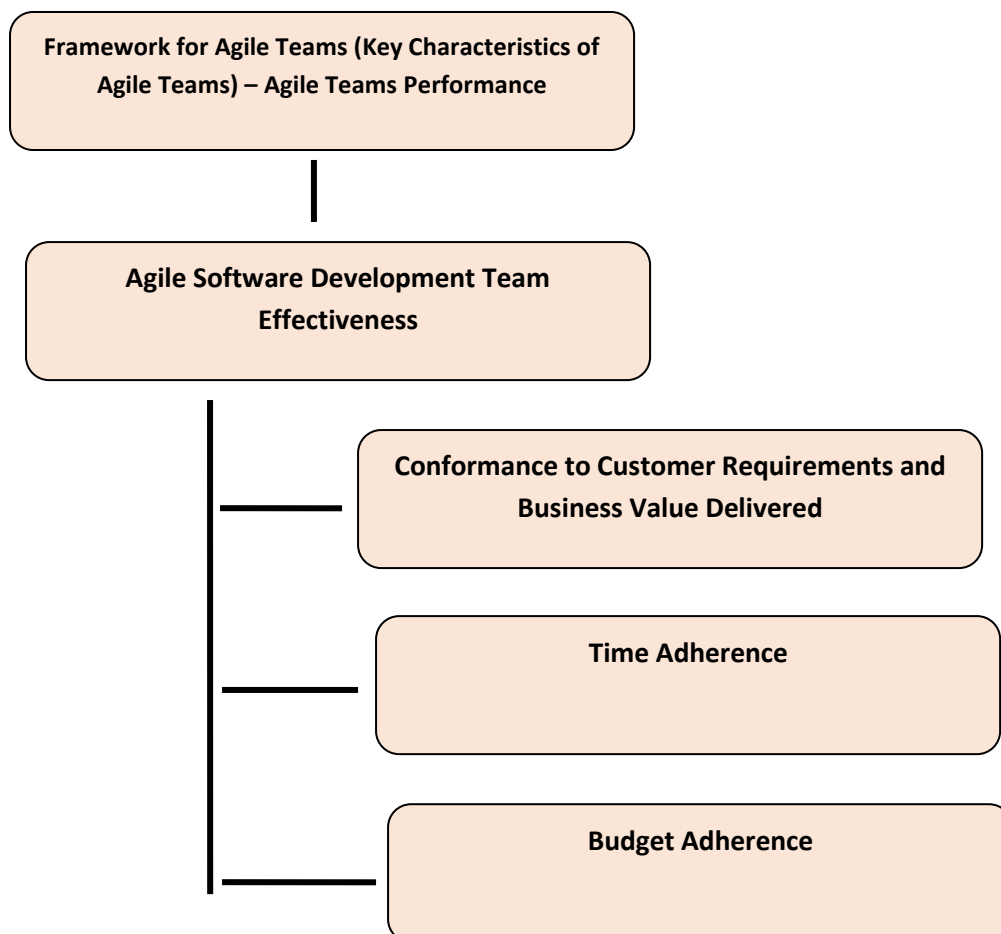 Framework for Agile Teams (Key Characteristics of
Agile Teams) – Agile Teams Performance
Agile Software Development Team
Effectiveness
Conformance to Customer Requirements and
Business Value Delivered
Time Adherence
Budget Adherence